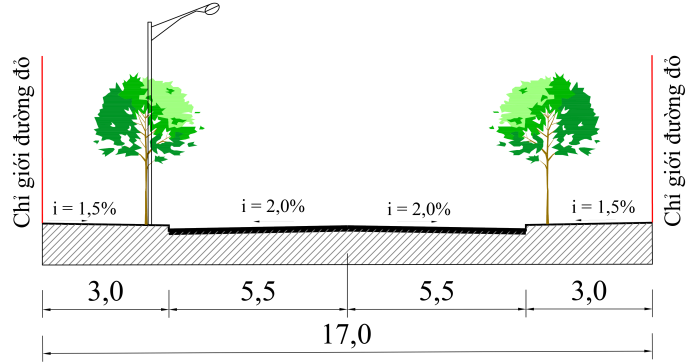 Chỉ giới đường đỏ
Chỉ giới đường đỏ
i = 1,5%
i = 2,0%
i = 2,0%
i = 1,5%
3,0
5,5
5,5
3,0
17,0